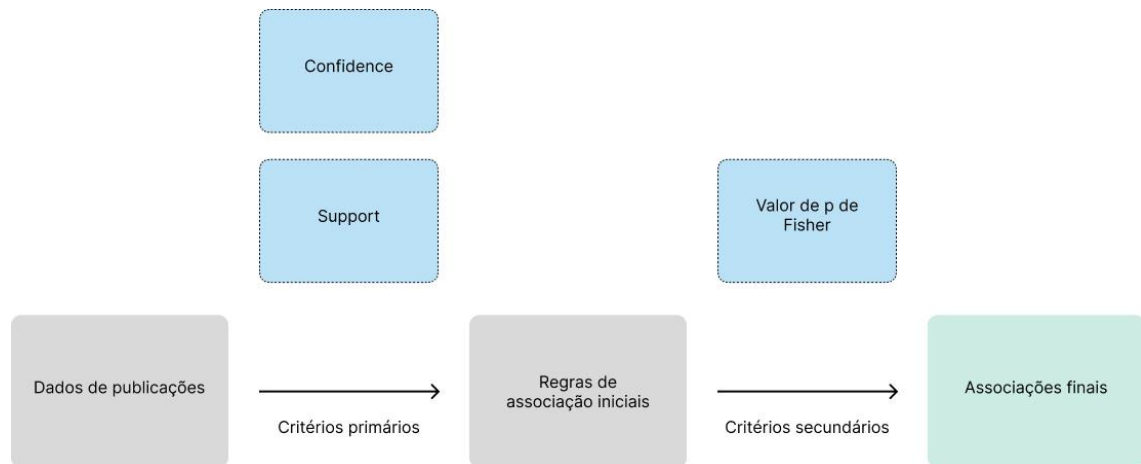 Confidence
Support
Valor de p de
Fisher
Dados de publicações
Critérios primários
Regras de
associação iniciais
Critérios secundários
Associações finais